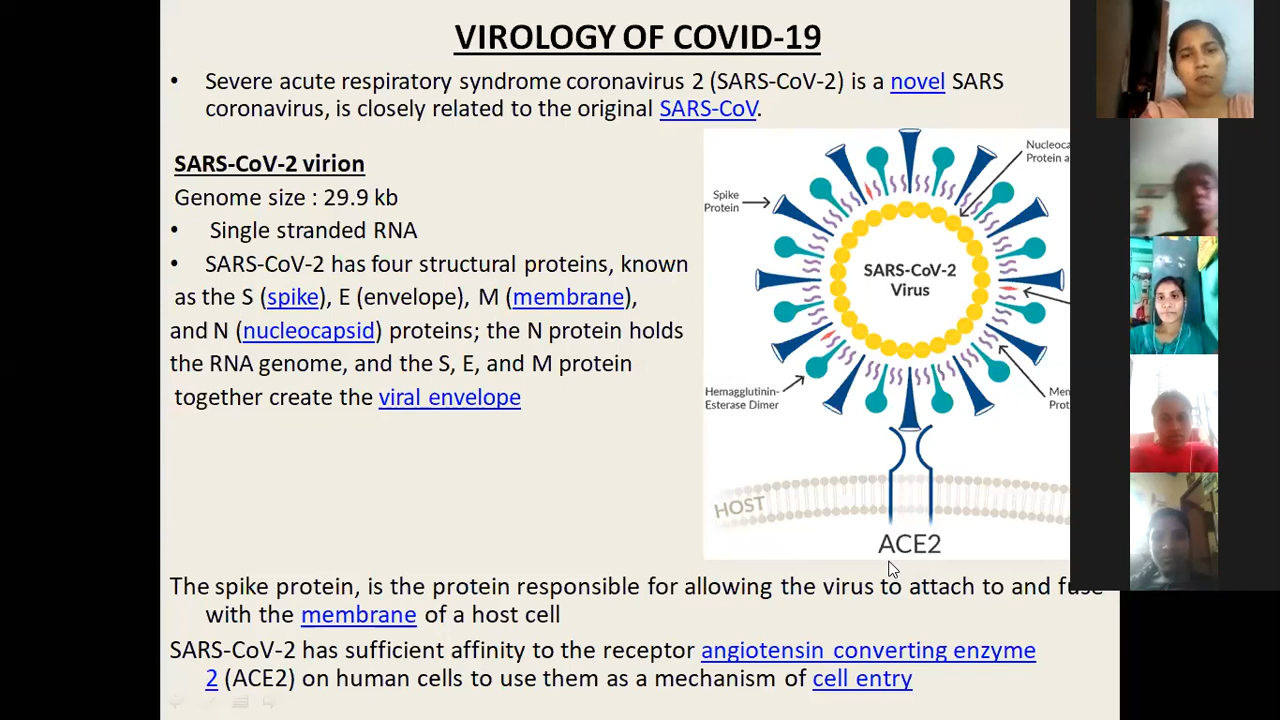 VIROLOGY OF COVID-19
• Severe acute respiratory syndrome coronavirus 2 (SARS-CoV-2) is a novel SARS
coronavirus, is closely related to the original SARS-CoV.
SARS-CoV-2 virion
Genome size : 29.9 kb
• Single stranded RNA
• SARS-CoV-2 has four structural proteins, known
as the S (spike), E (envelope), M (membrane),
and N (nucleocapsid) proteins; the N protein holds
the RNA genome, and the S, E, and M protein
together create the viral envelope
Spike
Protein
Protein
SARS-CoV-2
Virus
Hemagglutinin-
Esterase Dimer
HOST
ACE2
The spike protein, is the protein responsible for allowing the virus to attach to and fuse
with the membrane of a host cell
SARS-CoV-2 has sufficient affinity to the receptor angiotensin converting enzyme
2 (ACE2) on human cells to use them as a mechanism of cell entry